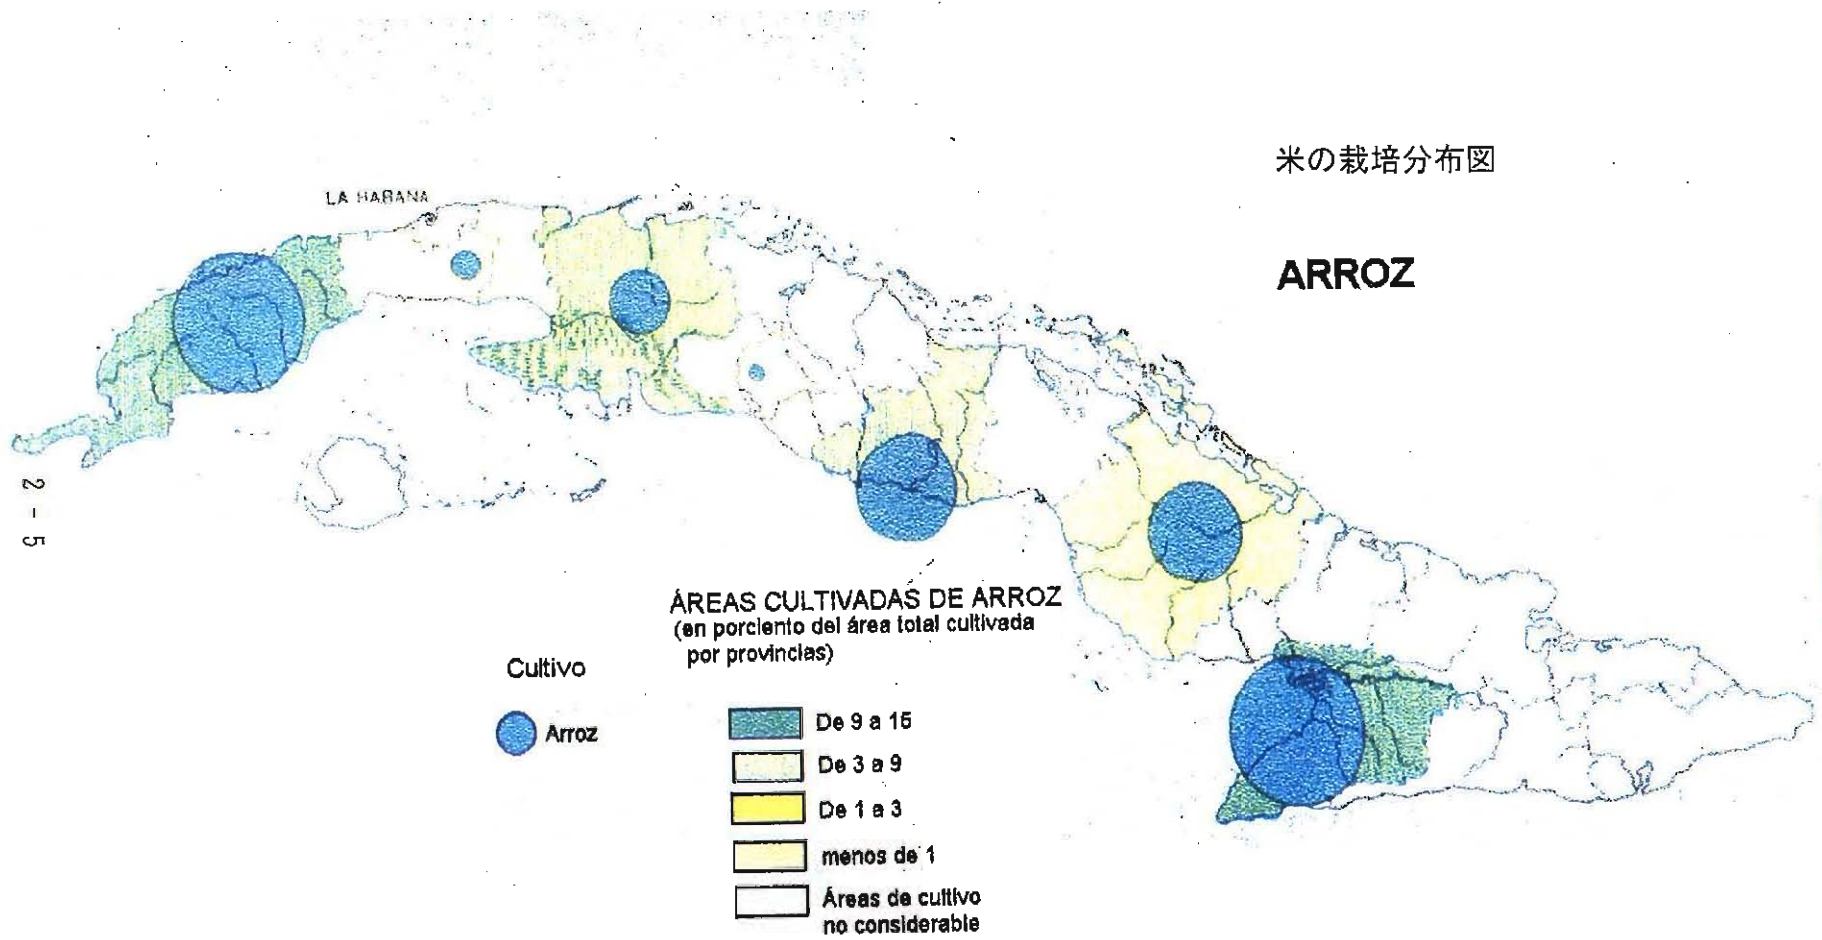 米の栽培分布図
LA HABANA
ARROZ
2-5
ÁREAS CULTIVADAS DE ARROZ
(en porciento del área total cultivada
por provincias)
Cultivo
Arroz
De 9 a 15
De 3 a 9
De 1 a 3
menos de 1
Áreas de cultivo
no considerable